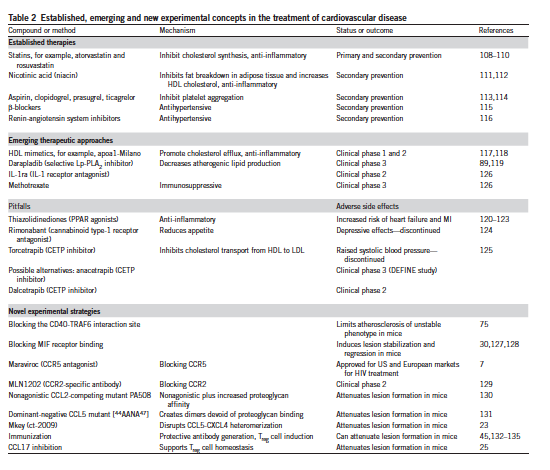 Table 2 Established, emerging and new experimental concepts in the treatment of cardiovascular disease
Compound or method Mechanism Status or outcome References
Established therapies
Statins, for example, atorvastatin and Inhibit cholesterol synthesis, anti-inflammatory Primary and secondary prevention 108–110
rosuvastatin
Nicotinic acid (niacin) Inhibits fat breakdown in adipose tissue and increases Secondary prevention 111,112
HDL cholesterol, anti-inflammatory
Aspirin, clopidogrel, prasugrel, ticagrelor Inhibit platelet aggregation Secondary prevention 113,114
β-blockers Antihypertensive Secondary prevention 115
Renin-angiotensin system inhibitors Antihypertensive Secondary prevention 116
Emerging therapeutic approaches
HDL mimetics, for example, apoa1-Milano Promote cholesterol efflux, anti-inflammatory Clinical phase 1 and 2 117,118
Darapladib (selective Lp-PLA2 inhibitor) Decreases atherogenic lipid production Clinical phase 3 89,119
IL-1ra (IL-1 receptor antagonist) Clinical phase 2 126
Methotrexate Immunosuppressive Clinical phase 3 126
Pitfalls Adverse side effects
Thiazolidinediones (PPAR agonists) Anti-inflammatory Increased risk of heart failure and MI 120–123
Rimonabant (cannabinoid type-1 receptor Reduces appetite Depressive effects—discontinued 124
antagonist)
Torcetrapib (CETP inhibitor) Inhibits cholesterol transport from HDL to LDL Raised systolic blood pressure— 125
discontinued
Possible alternatives: anacetrapib (CETP Clinical phase 3 (DEFINE study)
inhibitor)
Dalcetrapib (CETP inhibitor) Clinical phase 2
Novel experimental strategies
Blocking the CD40-TRAF6 interaction site Limits atherosclerosis of unstable 75
phenotype in mice
Blocking MIF receptor binding Induces lesion stabilization and 30,127,128
regression in mice
Maraviroc (CCR5 antagonist) Blocking CCR5 Approved for US and European markets 7
for HIV treatment
MLN1202 (CCR2-specific antibody) Blocking CCR2 Clinical phase 2 129
Nonagonistic CCL2-competing mutant PA508 Nonagonistic plus increased proteoglycan Attenuates lesion formation in mice 130
affinity
Dominant-negative CCL5 mutant [44AANA47] Creates dimers devoid of proteoglycan binding Attenuates lesion formation in mice 131
Mkey (ct-2009) Disrupts CCL5-CXCL4 heteromerization Attenuates lesion formation in mice 23
Immunization Protective antibody generation, Treg cell induction Can attenuate lesion formation in mice 45,132–135
CCL17 inhibition Supports Treg cell homeostasis Attenuates lesion formation in mice 25